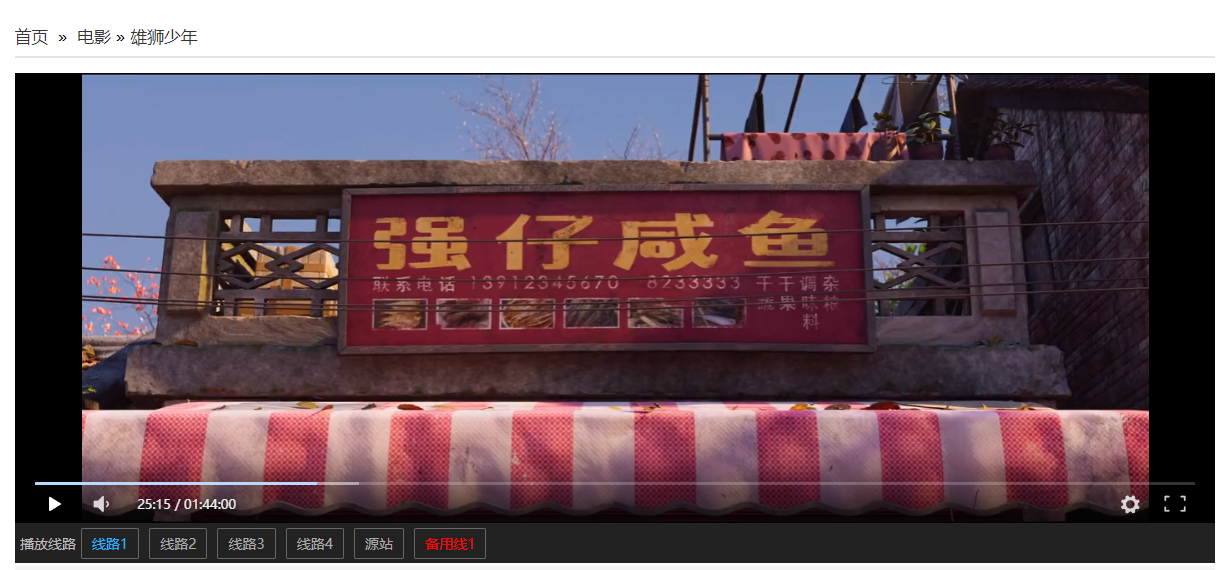 首页 » 电影 » 雄狮少年
强仔咸鱼
联系电话 13912345670 8233333 干干调杂
蔬果味粮
料
25:15 / 01:44:00
播放线路 线路1 线路2 线路3 线路4 源站 备用线1